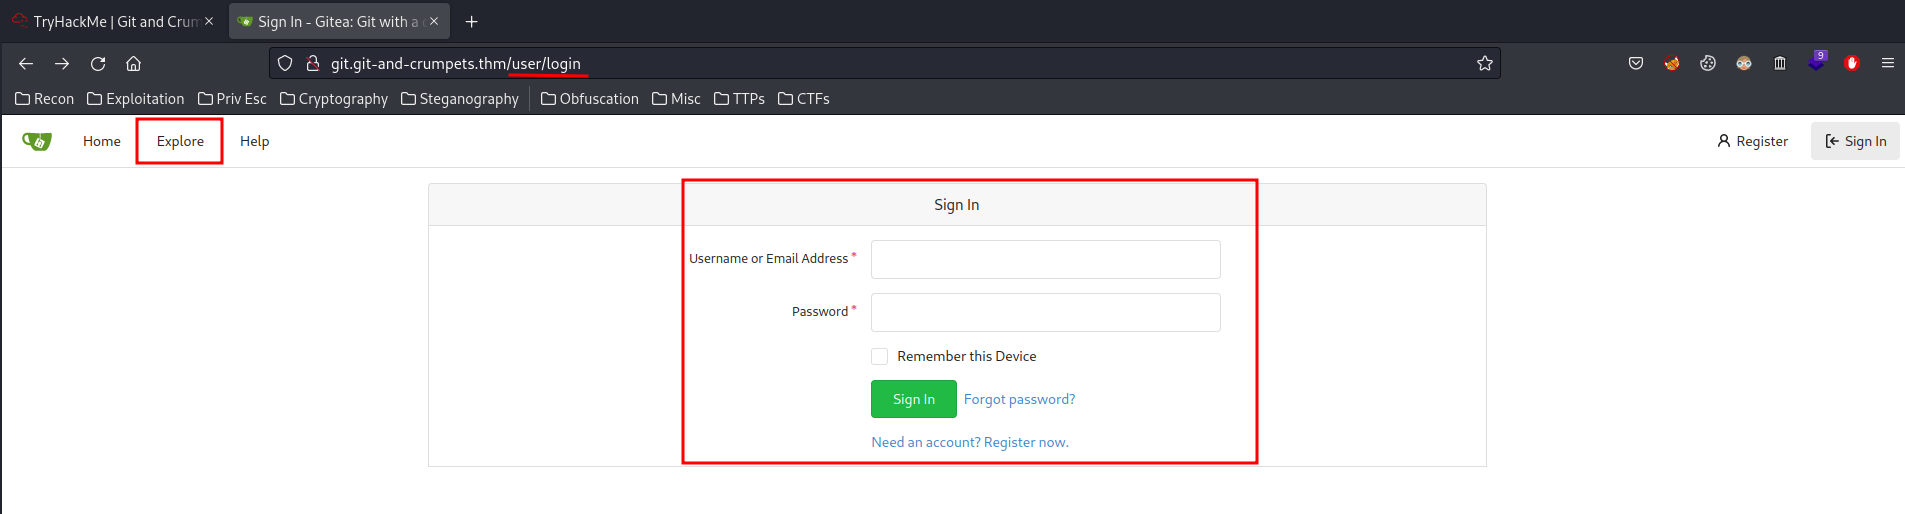 TryHackMe | Git and Crum
Sign In - Gitea: Git with a c
git.git-and-crumpets.thm/user/login
9
Recon Exploitation Priv Esc Cryptography Steganography Obfuscation Misc TTPs CTFs
Home Explore Help Register Sign In
Sign In
Username or Email Address *
Password *
Remember this Device
Sign In Forgot password?
Need an account? Register now.